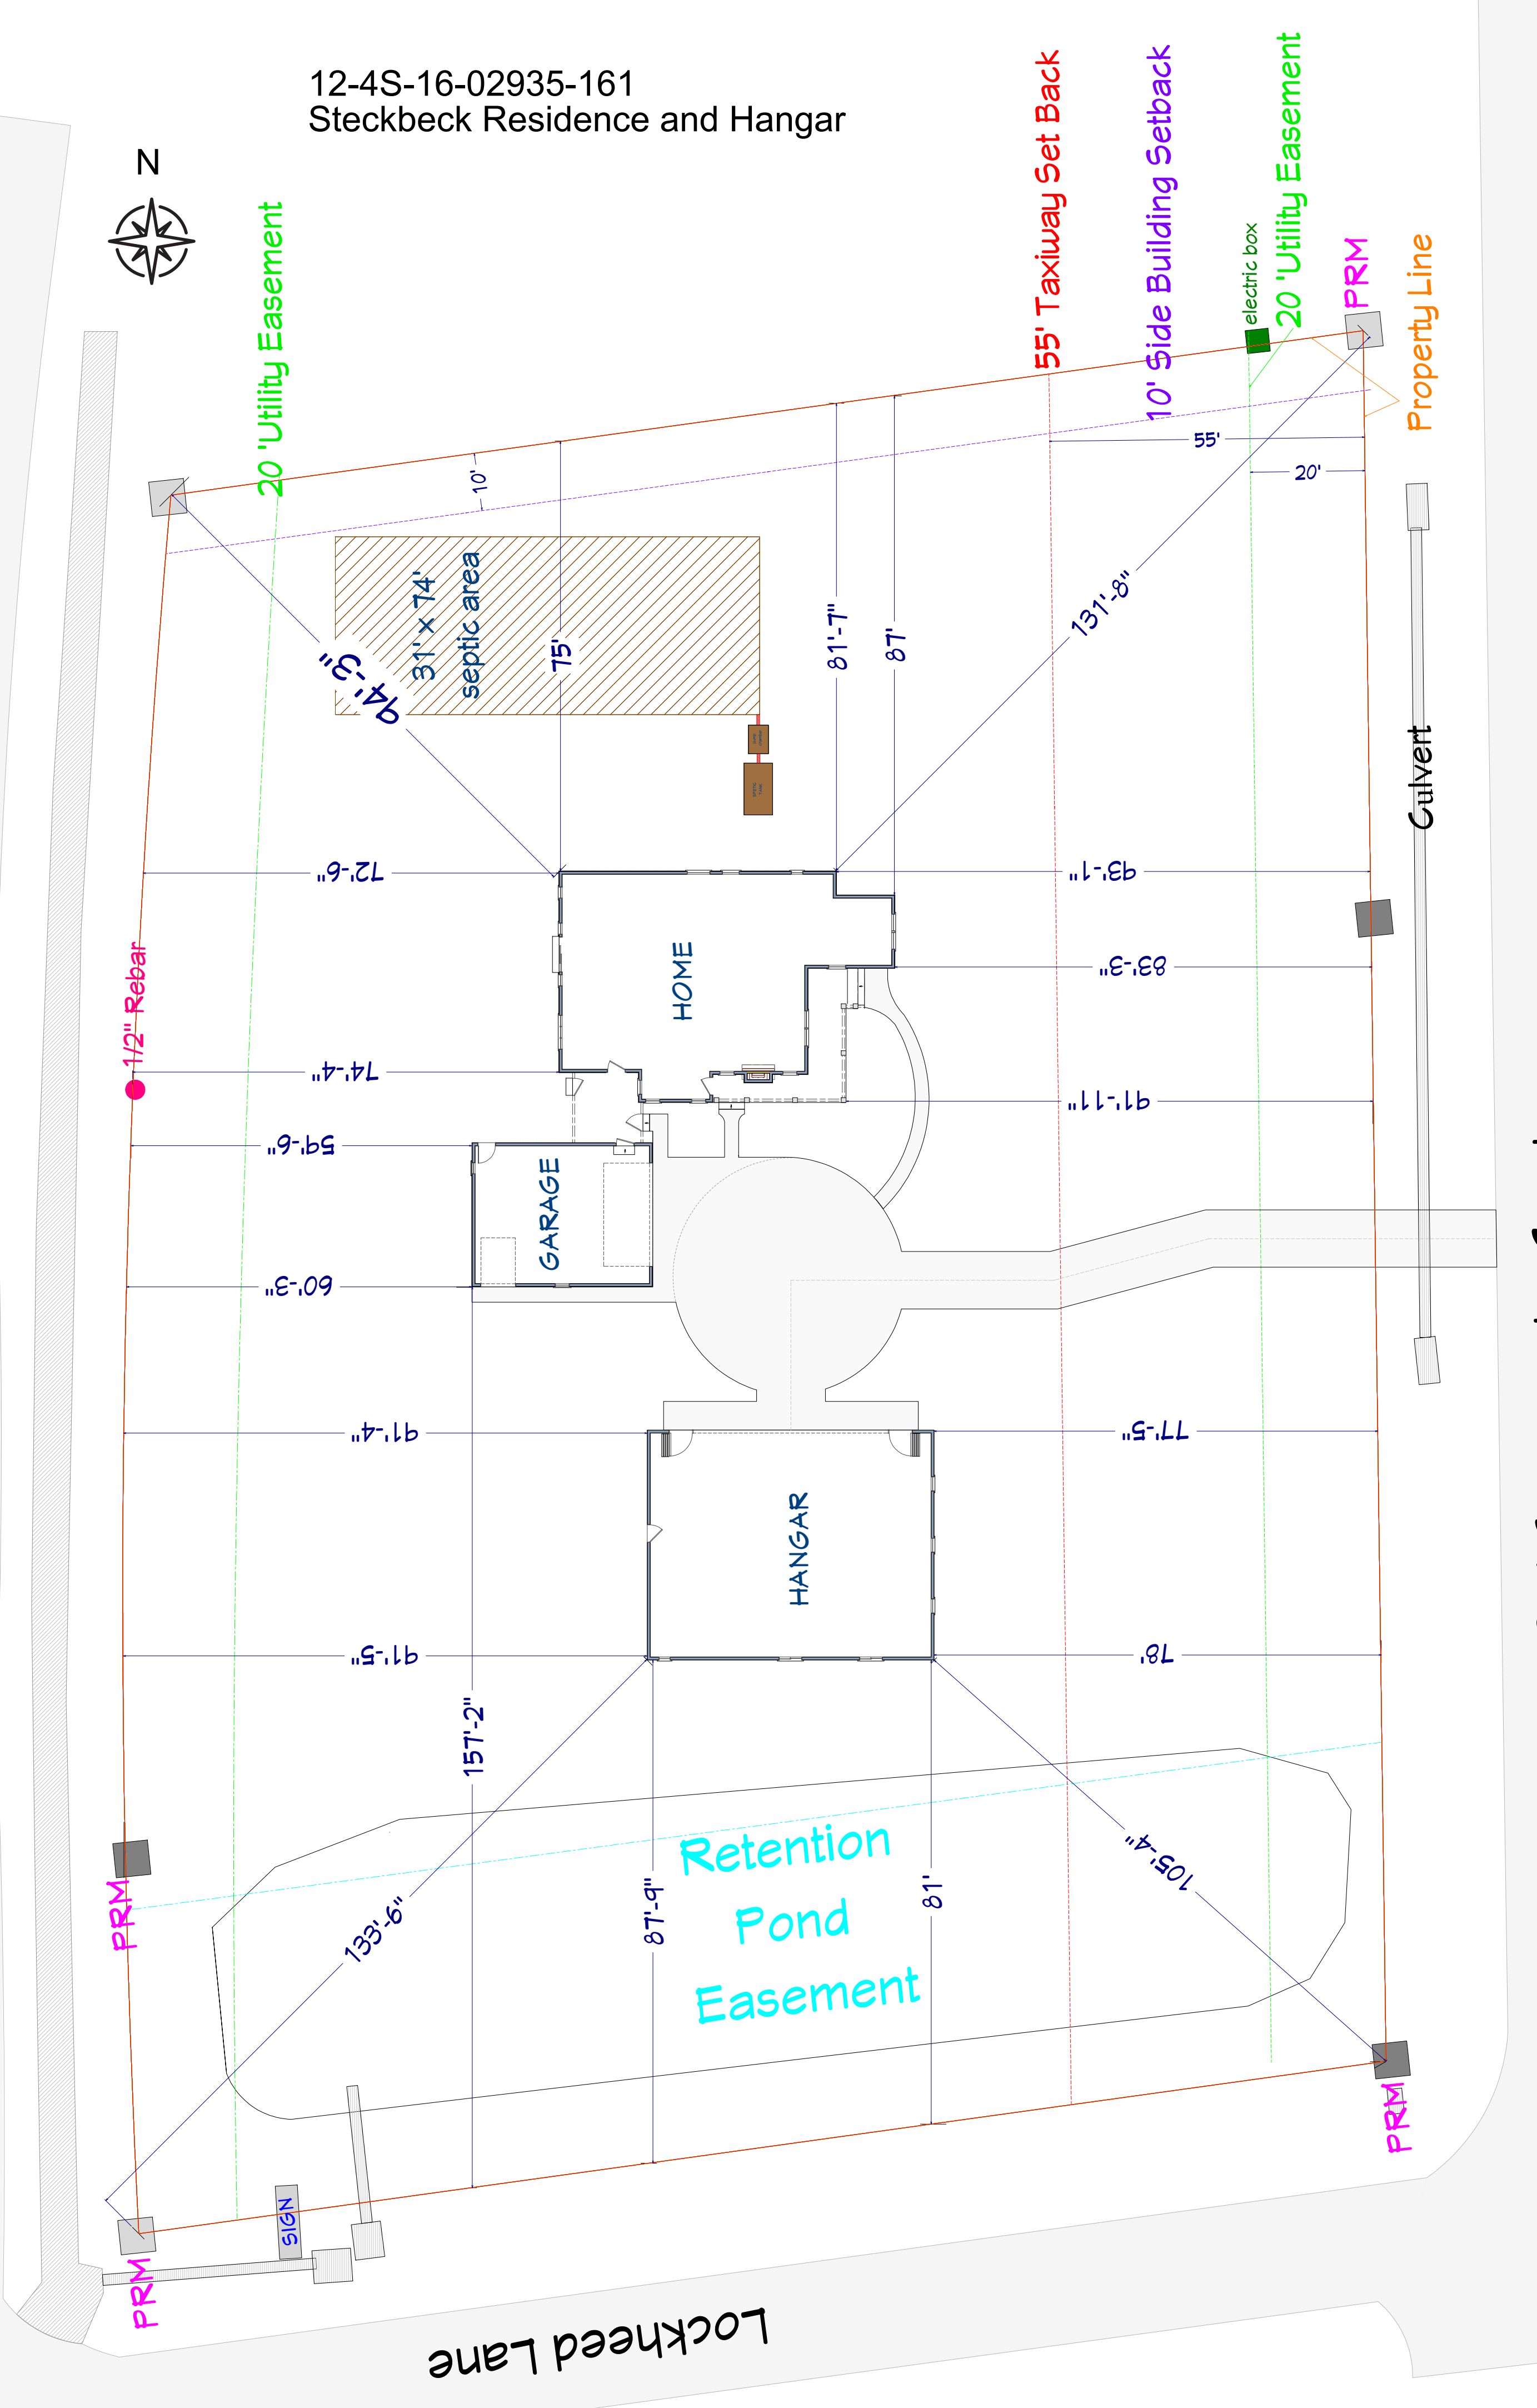 12-4S-16-02935-161
Steckbeck Residence and Hangar
N
20 'Utility Easement
55' Taxiway Set Back
10' Side Building Setback
electric box
20 'Utility Easement
PRM
Property Line
55'
20'
10'
31' x 74'
septic area
94'-3"
75'
81'-7"
87'
131'-8"
Culvert
72'-6"
93'-1"
HOME
83'-3"
1/2" Rebar
74'-4"
91'-11"
59'-6"
GARAGE
60'-3"
91'-4"
77'-5"
HANGAR
91'-5"
78'
157'-2"
Retention
Pond
Easement
87'-9"
81'
105'-4"
133'-6"
PRM
PRM
SIGN
PRM
Lockheed Lane